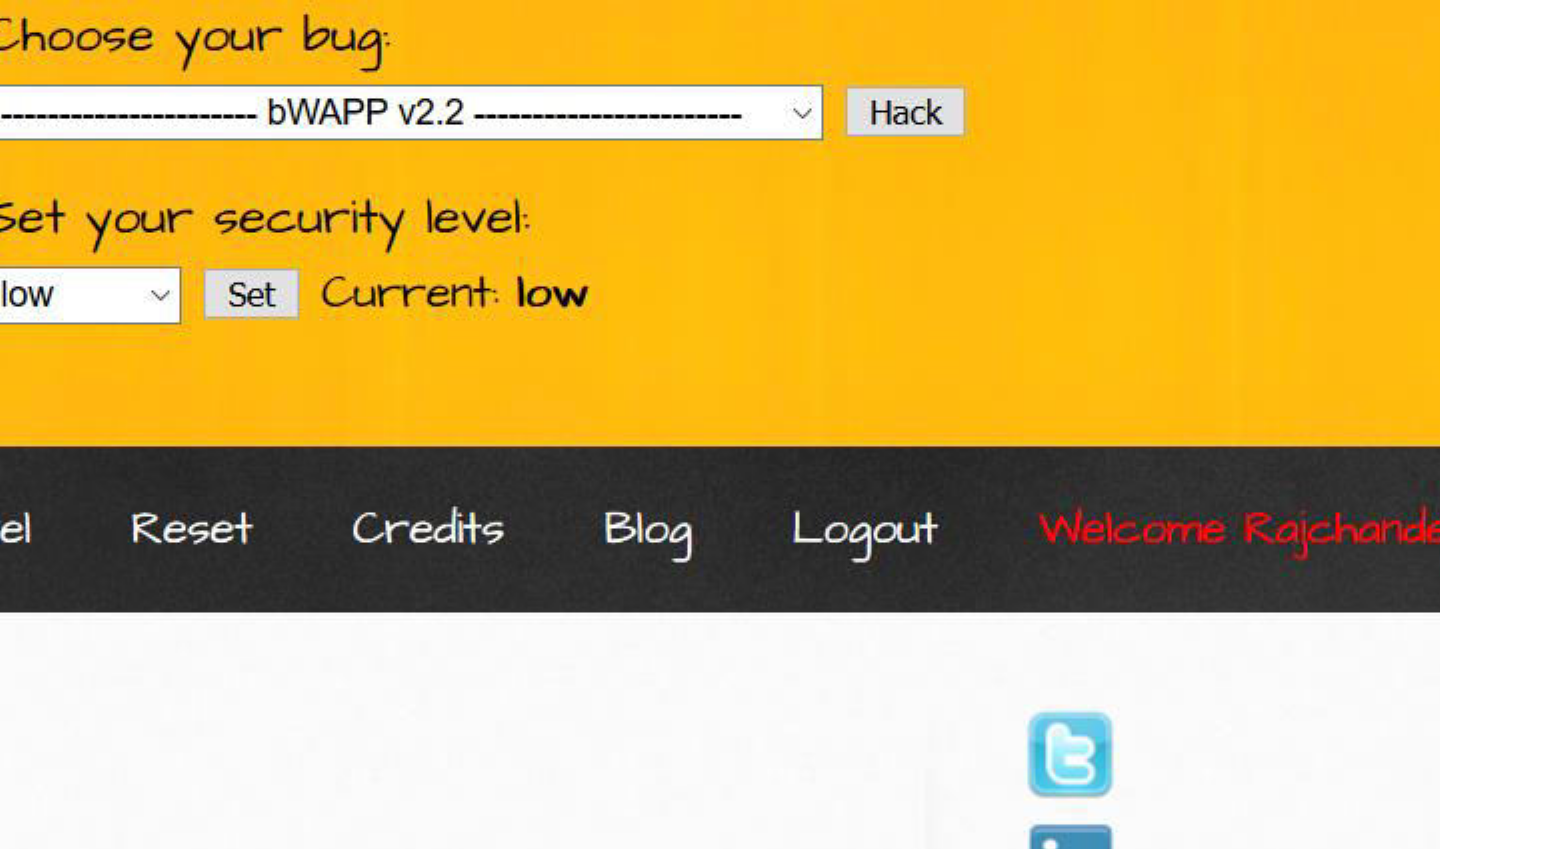 Choose your bug:
---------------------- bWAPP v2.2 ----------------------- Hack
Set your security level:
low Set Current: low
Reset Credits Blog Logout Welcome